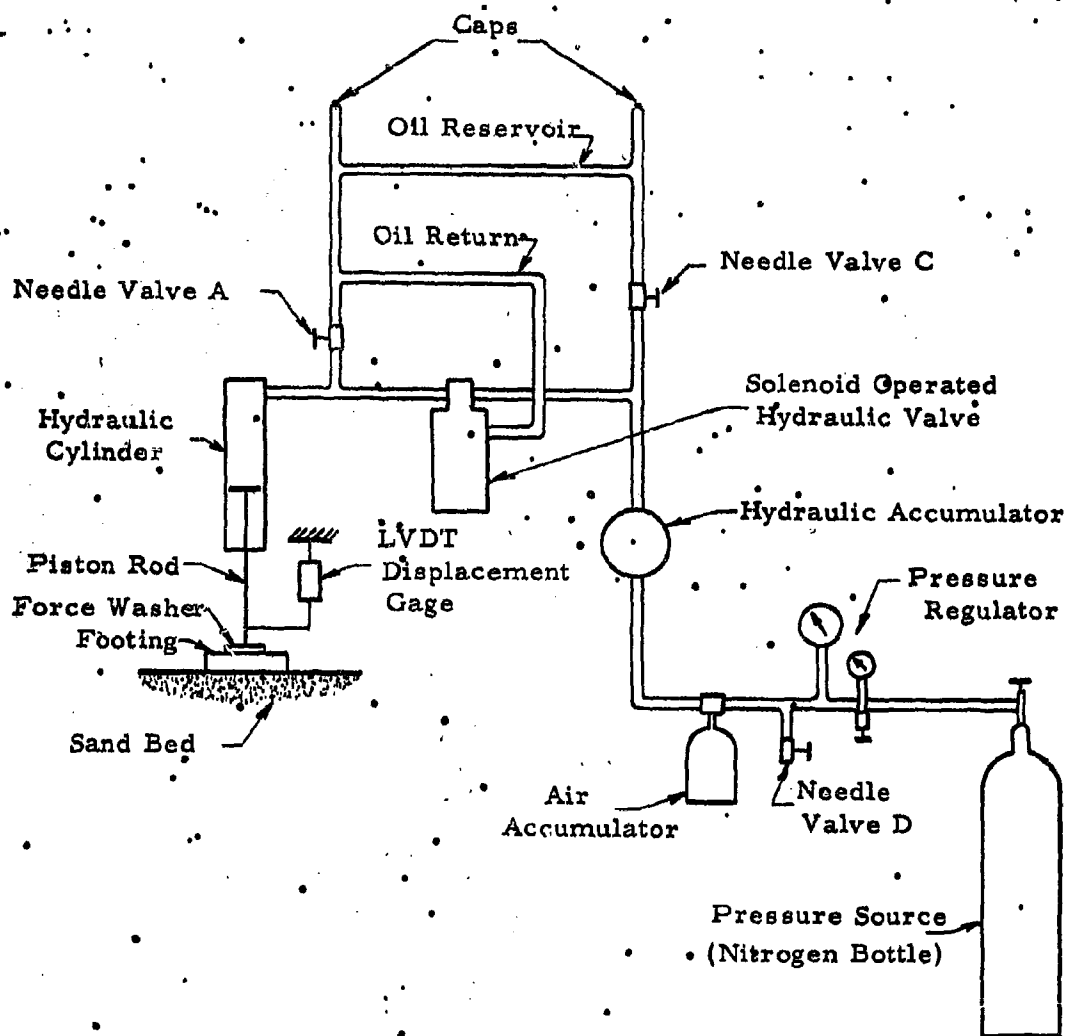 Caps
Oil Reservoir
Oil Return
Needle Valve A
Needle Valve C
Solenoid Operated
Hydraulic Valve
Hydraulic
Cylinder
Hydraulic Accumulator
LVDT
Displacement
Gage
Piston Rod
Force Washer
Footing
Pressure
Regulator
Sand Bed
Air
Accumulator
Needle
Valve D
Pressure Source
(Nitrogen Bottle)